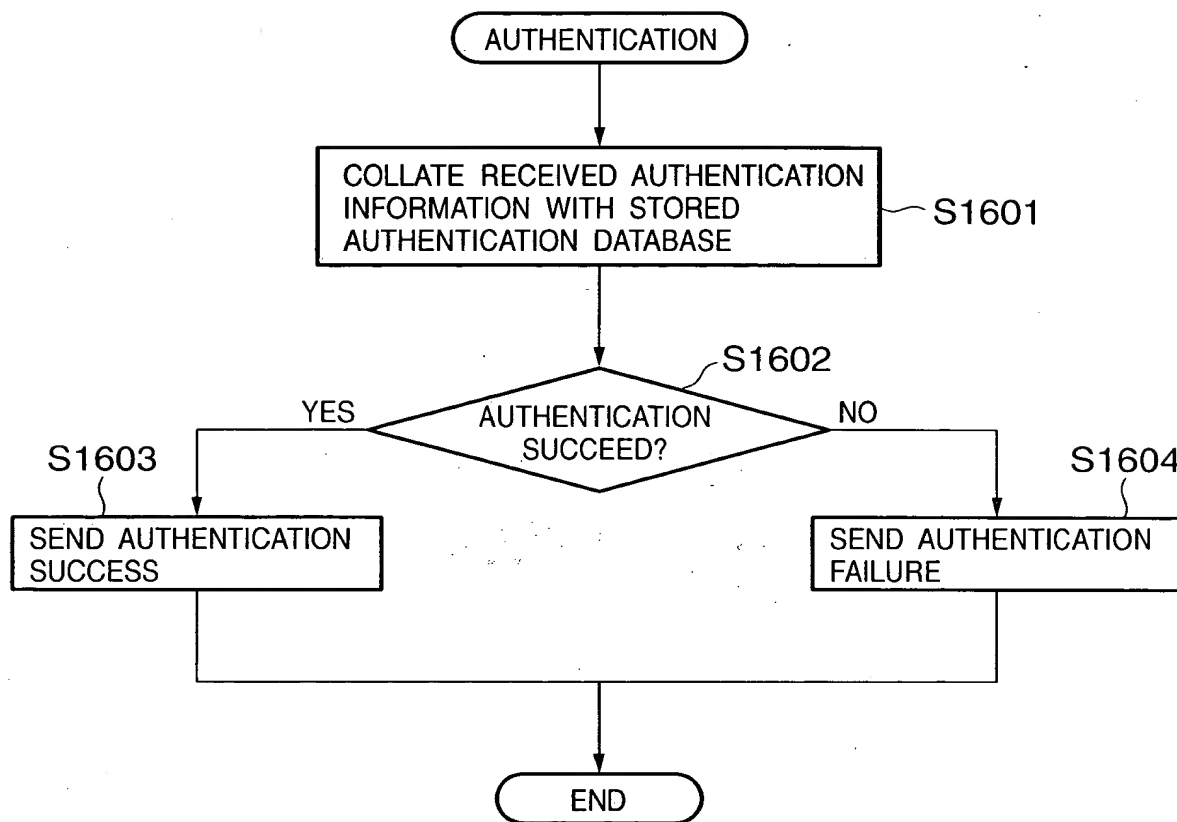 AUTHENTICATION
COLLATE RECEIVED AUTHENTICATION
INFORMATION WITH STORED
AUTHENTICATION DATABASE
S1601
S1602
YES
AUTHENTICATION
SUCCEED?
NO
S1603
S1604
SEND AUTHENTICATION
SUCCESS
SEND AUTHENTICATION
FAILURE
END